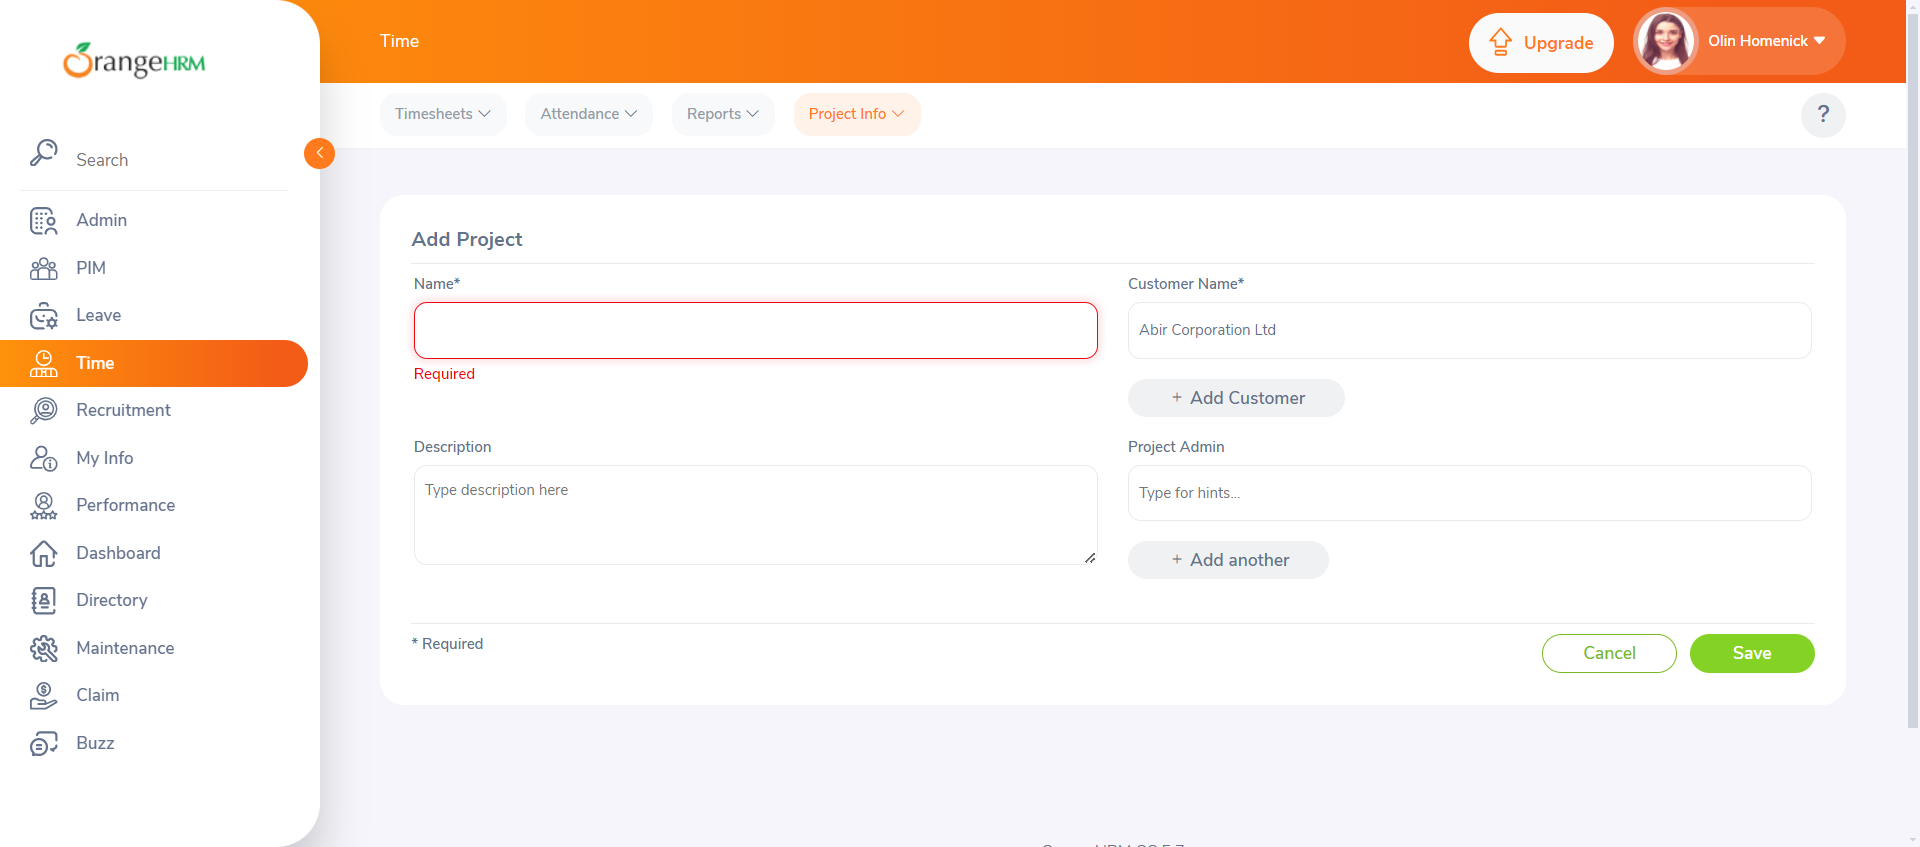 OrangeHRM
Time
Upgrade
Olin Homenick
Timesheets
Attendance
Reports
Project Info
?
Search
Admin
PIM
Leave
Time
Recruitment
My Info
Performance
Dashboard
Directory
Maintenance
Claim
Buzz
Add Project
Name*
Required
Customer Name*
Abir Corporation Ltd
+ Add Customer
Description
Type description here
Project Admin
Type for hints...
+ Add another
* Required
Cancel
Save